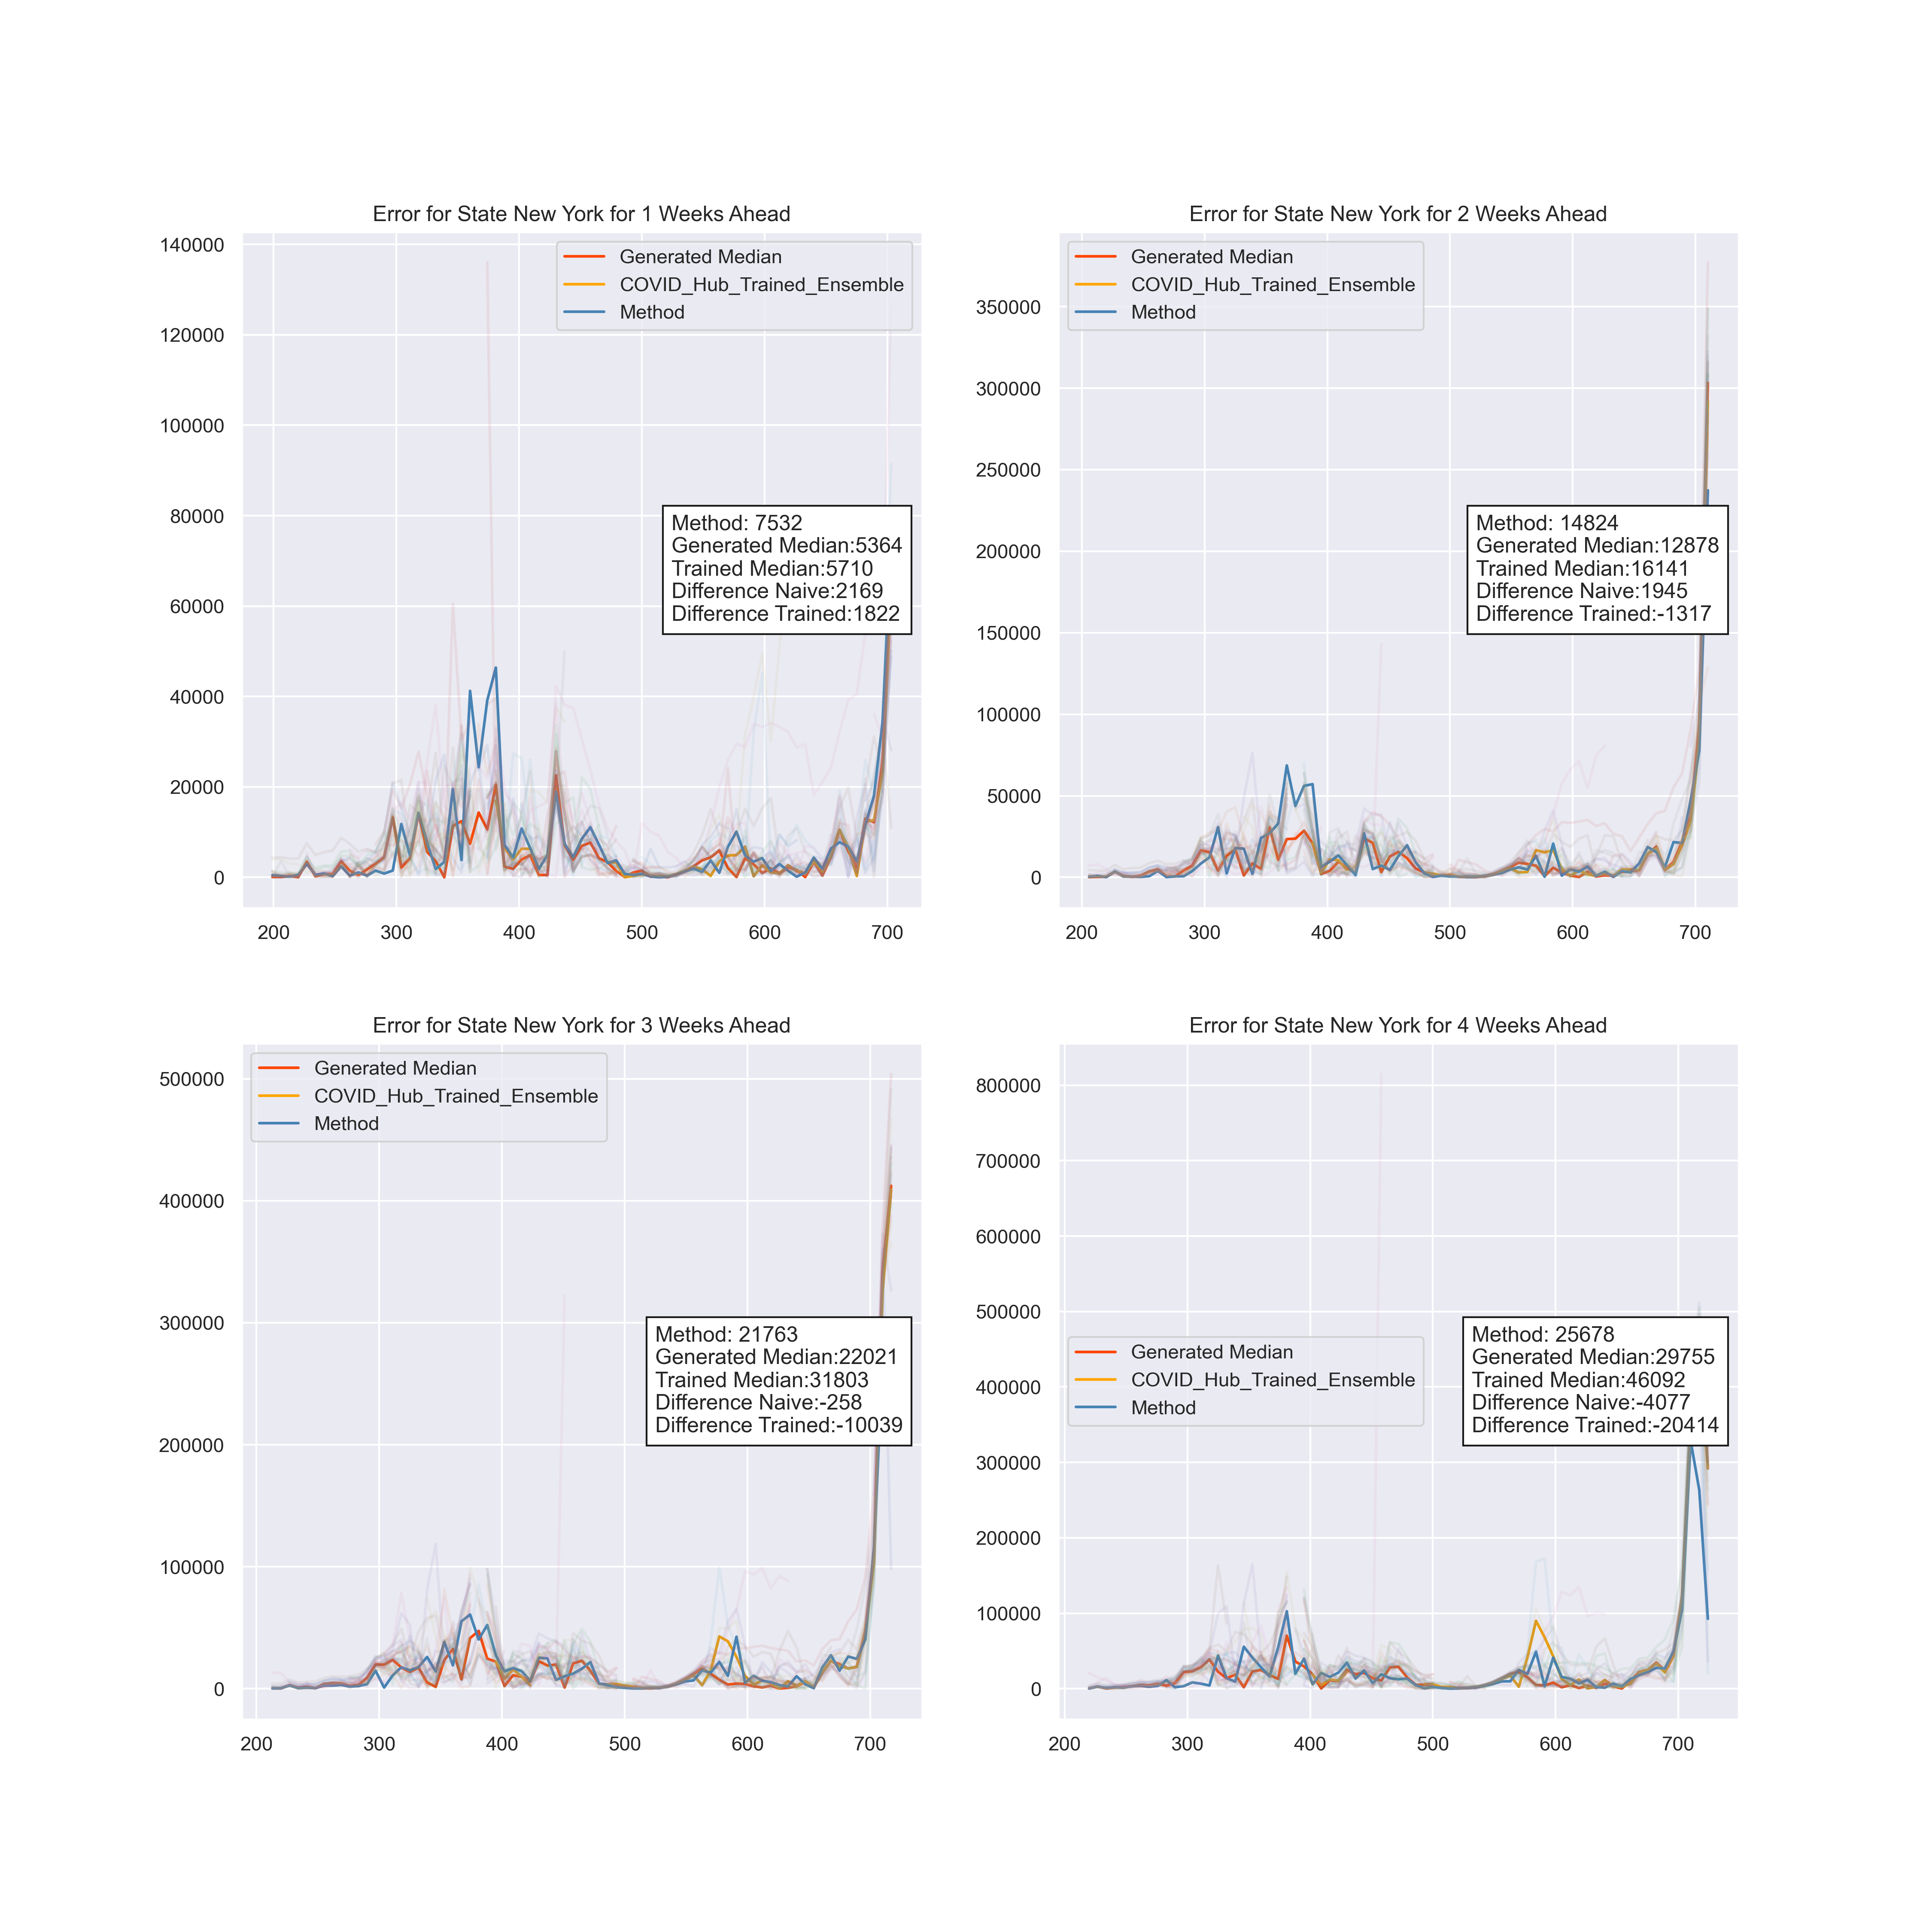 Error for State New York for 1 Weeks Ahead
Generated Median
COVID_Hub_Trained_Ensemble
Method
140000
120000
100000
80000
60000
40000
20000
0
Method: 7532
Generated Median:5364
Trained Median:5710
Difference Naive:2169
Difference Trained:1822
200 300 400 500 600 700
Error for State New York for 2 Weeks Ahead
Generated Median
COVID_Hub_Trained_Ensemble
Method
350000
300000
250000
200000
150000
100000
50000
0
Method: 14824
Generated Median:12878
Trained Median:16141
Difference Naive:1945
Difference Trained:-1317
200 300 400 500 600 700
Error for State New York for 3 Weeks Ahead
Generated Median
COVID_Hub_Trained_Ensemble
Method
500000
400000
300000
200000
100000
0
Method: 21763
Generated Median:22021
Trained Median:31803
Difference Naive:-258
Difference Trained:-10039
200 300 400 500 600 700
Error for State New York for 4 Weeks Ahead
800000
700000
600000
500000
400000
300000
200000
100000
0
Generated Median
COVID_Hub_Trained_Ensemble
Method
Method: 25678
Generated Median:29755
Trained Median:46092
Difference Naive:-4077
Difference Trained:-20414
200 300 400 500 600 700